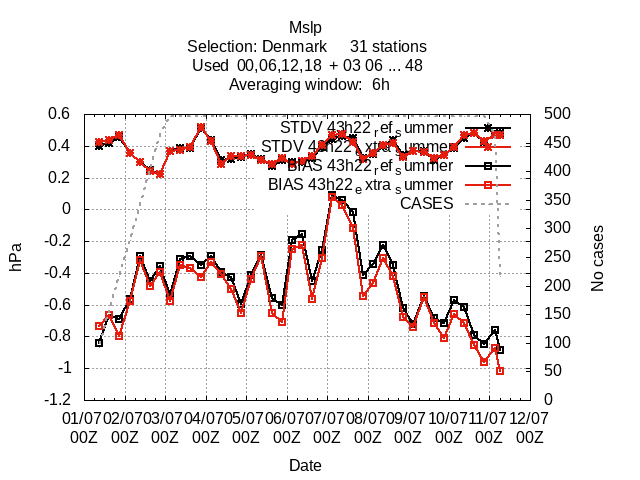 Mslp
Selection: Denmark 31 stations
Used 00,06,12,18 + 03 06 ... 48
Averaging window: 6h
0.6
0.4
0.2
0
-0.2
-0.4
-0.6
-0.8
-1
-1.2
hPa
500
450
400
350
300
250
200
150
100
50
0
No cases
STDV 43h22refsummer
STDV 43h22extrasummer
BIAS 43h22refsummer
BIAS 43h22extrasummer
CASES
01/07 02/07 03/07 04/07 05/07 06/07 07/07 08/07 09/07 10/07 11/07 12/07
00Z 00Z 00Z 00Z 00Z 00Z 00Z 00Z 00Z 00Z 00Z 00Z
Date